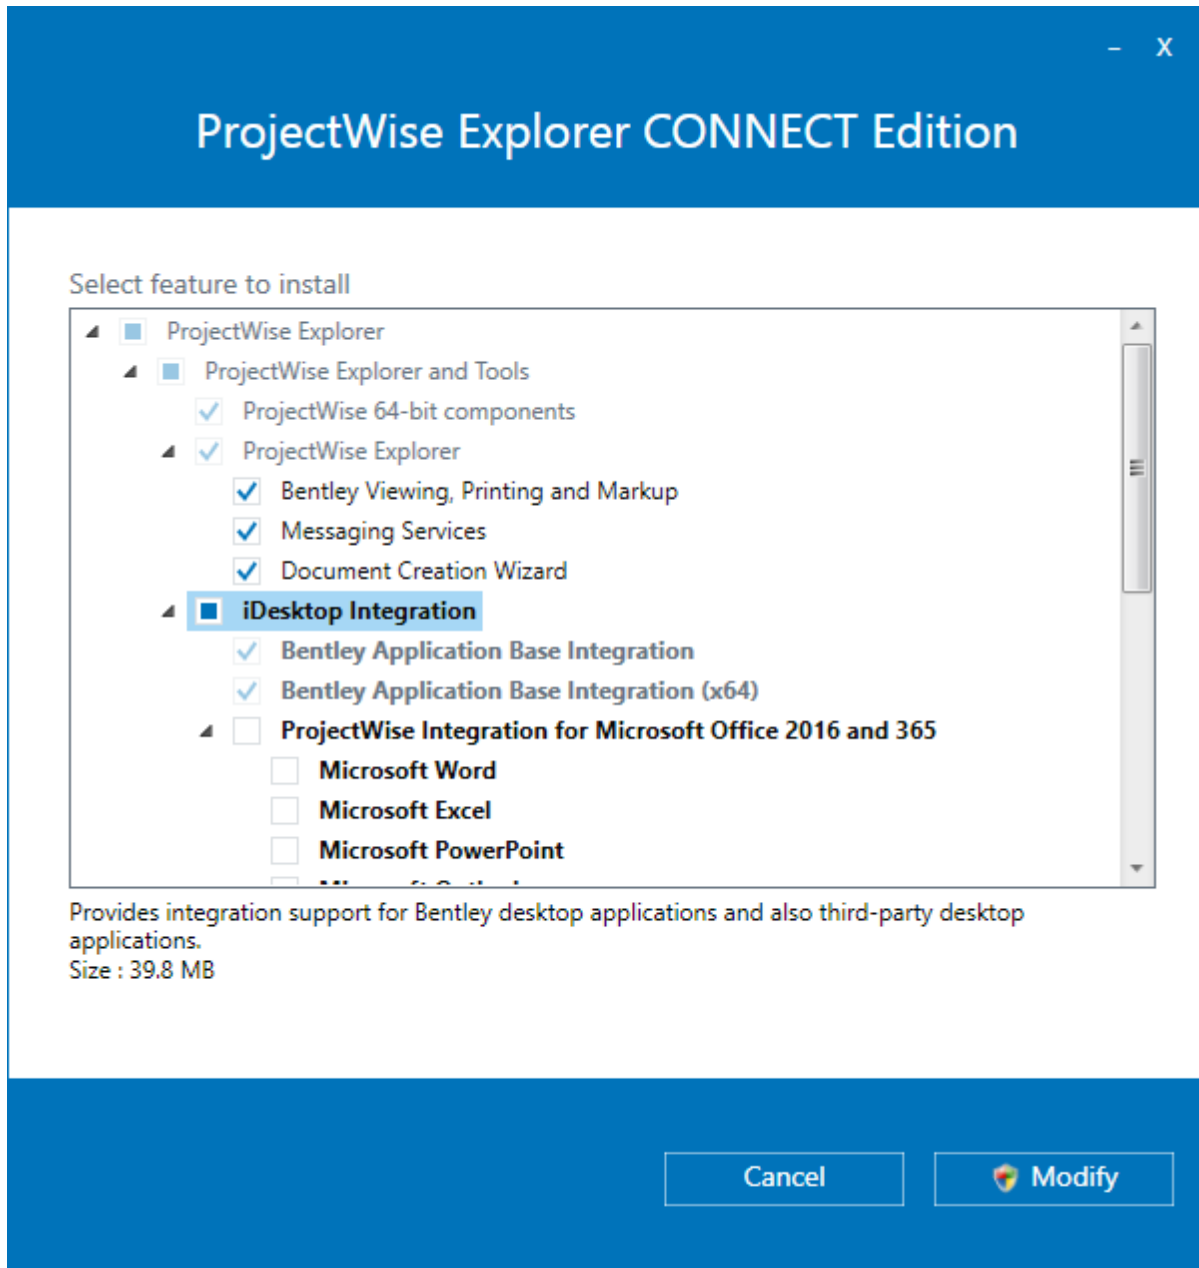 – X
ProjectWise Explorer CONNECT Edition
Select feature to install
ProjectWise Explorer
ProjectWise Explorer and Tools
ProjectWise 64-bit components
ProjectWise Explorer
Bentley Viewing, Printing and Markup
Messaging Services
Document Creation Wizard
iDesktop Integration
Bentley Application Base Integration
Bentley Application Base Integration (x64)
ProjectWise Integration for Microsoft Office 2016 and 365
Microsoft Word
Microsoft Excel
Microsoft PowerPoint
Provides integration support for Bentley desktop applications and also third-party desktop
applications.
Size : 39.8 MB
Cancel
Modify